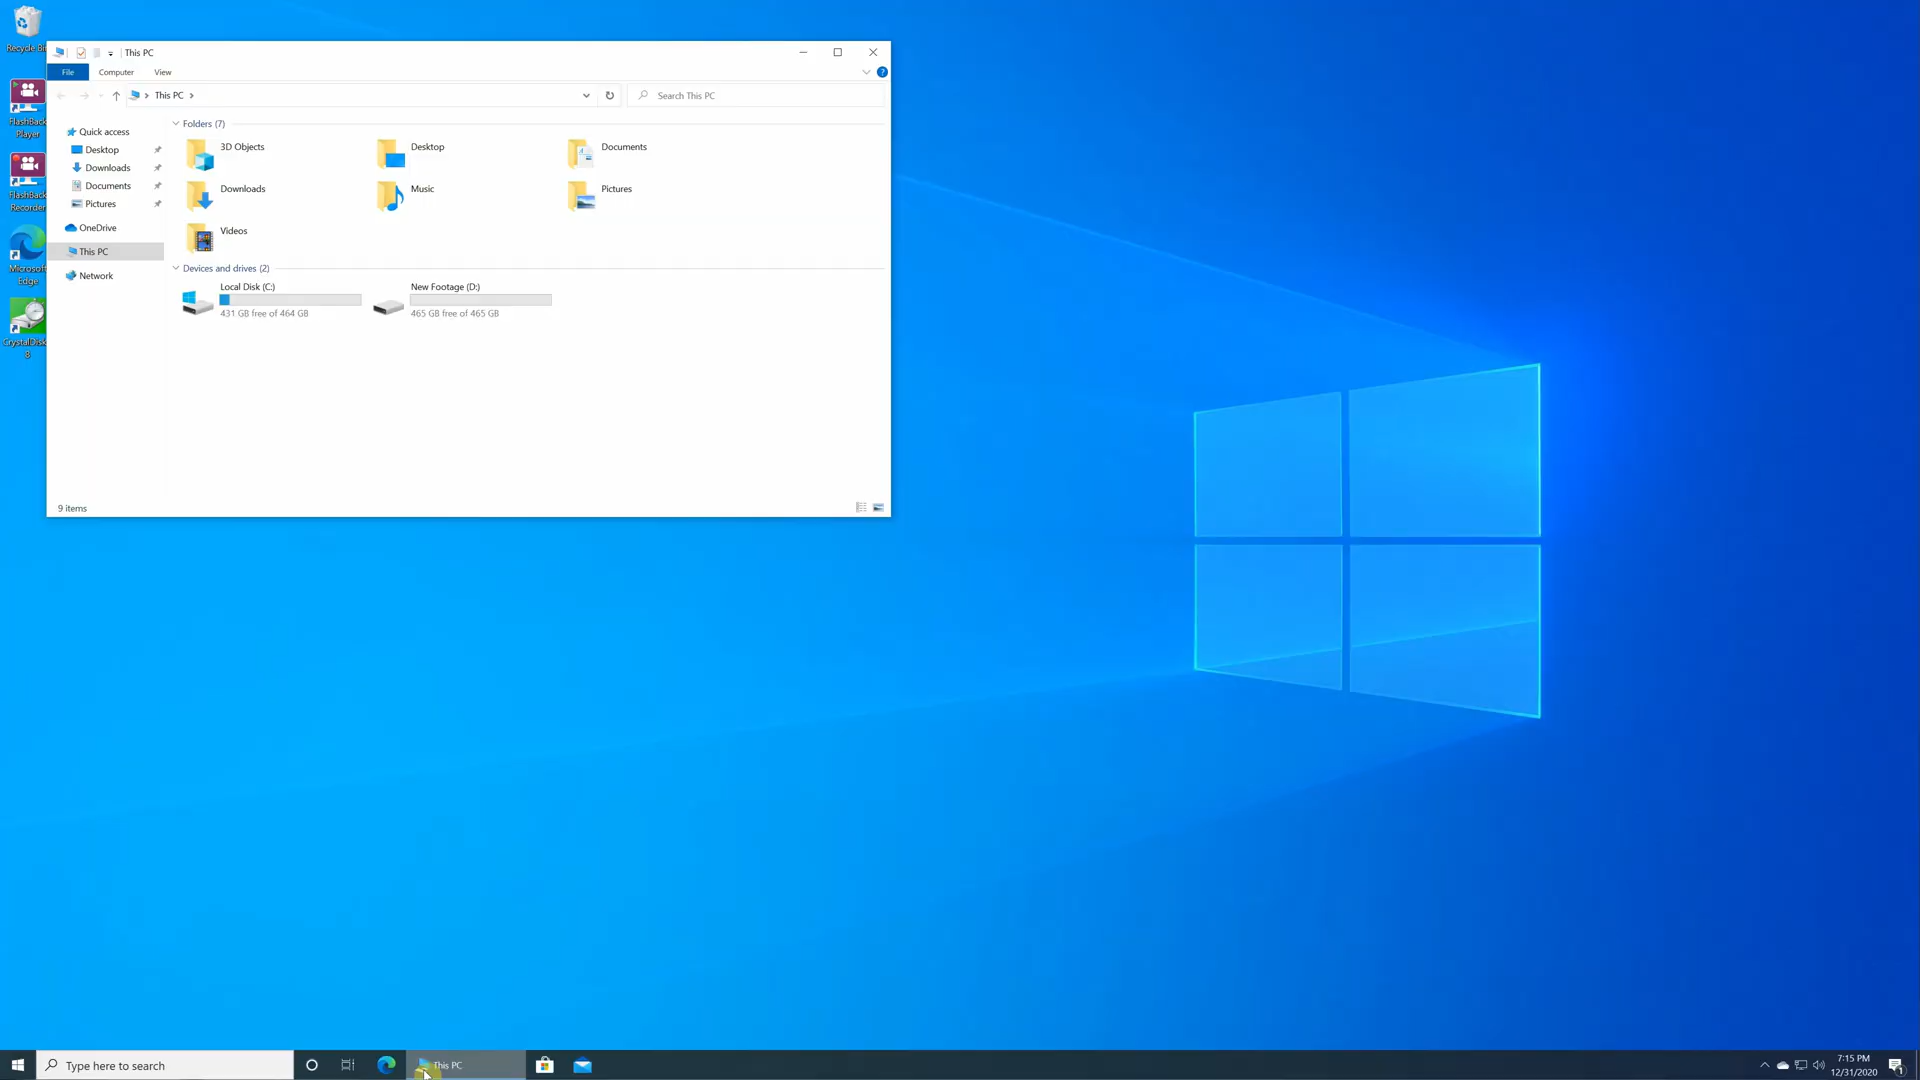 Recycle Bin
This PC
File
Computer
View
This PC
Search This PC
FlashBack
Player
FlashBack
Recorder
Microsoft
Edge
CrystalDisk
8
Quick access
Desktop
Downloads
Documents
Pictures
OneDrive
This PC
Network
Folders (7)
3D Objects
Desktop
Documents
Downloads
Music
Pictures
Videos
Devices and drives (2)
Local Disk (C:)
431 GB free of 464 GB
New Footage (D:)
465 GB free of 465 GB
9 items
Type here to search
This PC
7:15 PM
12/31/2020
1